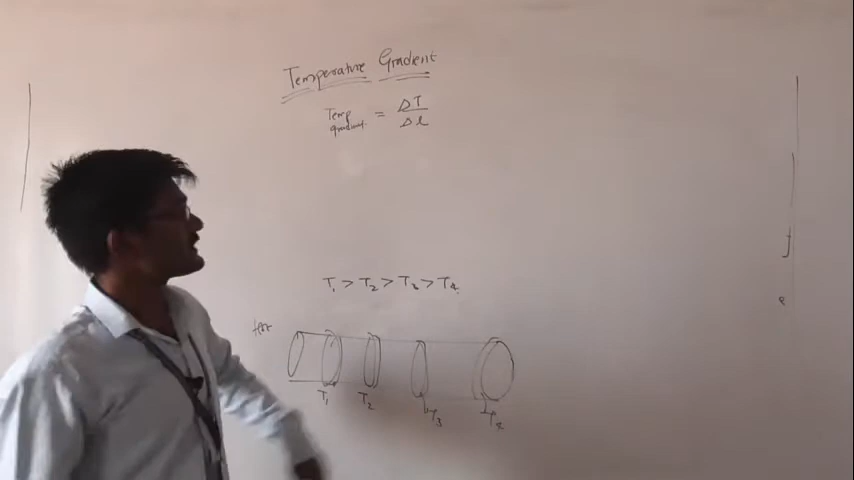 Temperature Gradient
Temp gradient = ΔT / Δl
T₁ > T₂ > T₃ > T₄
T₁ T₂ T₃ T₄